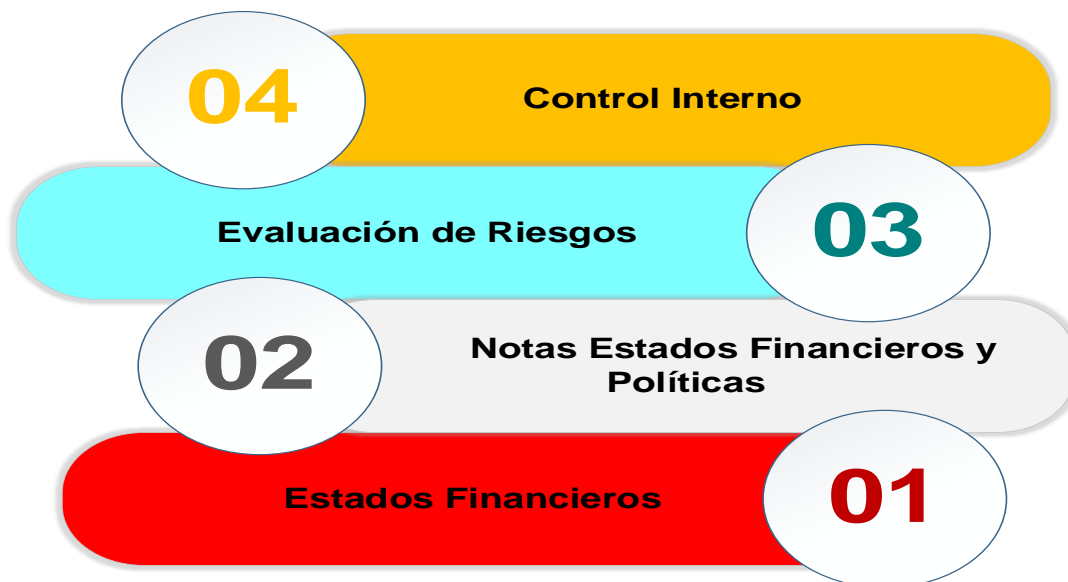 04
Control Interno
Evaluación de Riesgos
03
02
Notas Estados Financieros y
Políticas
Estados Financieros
01